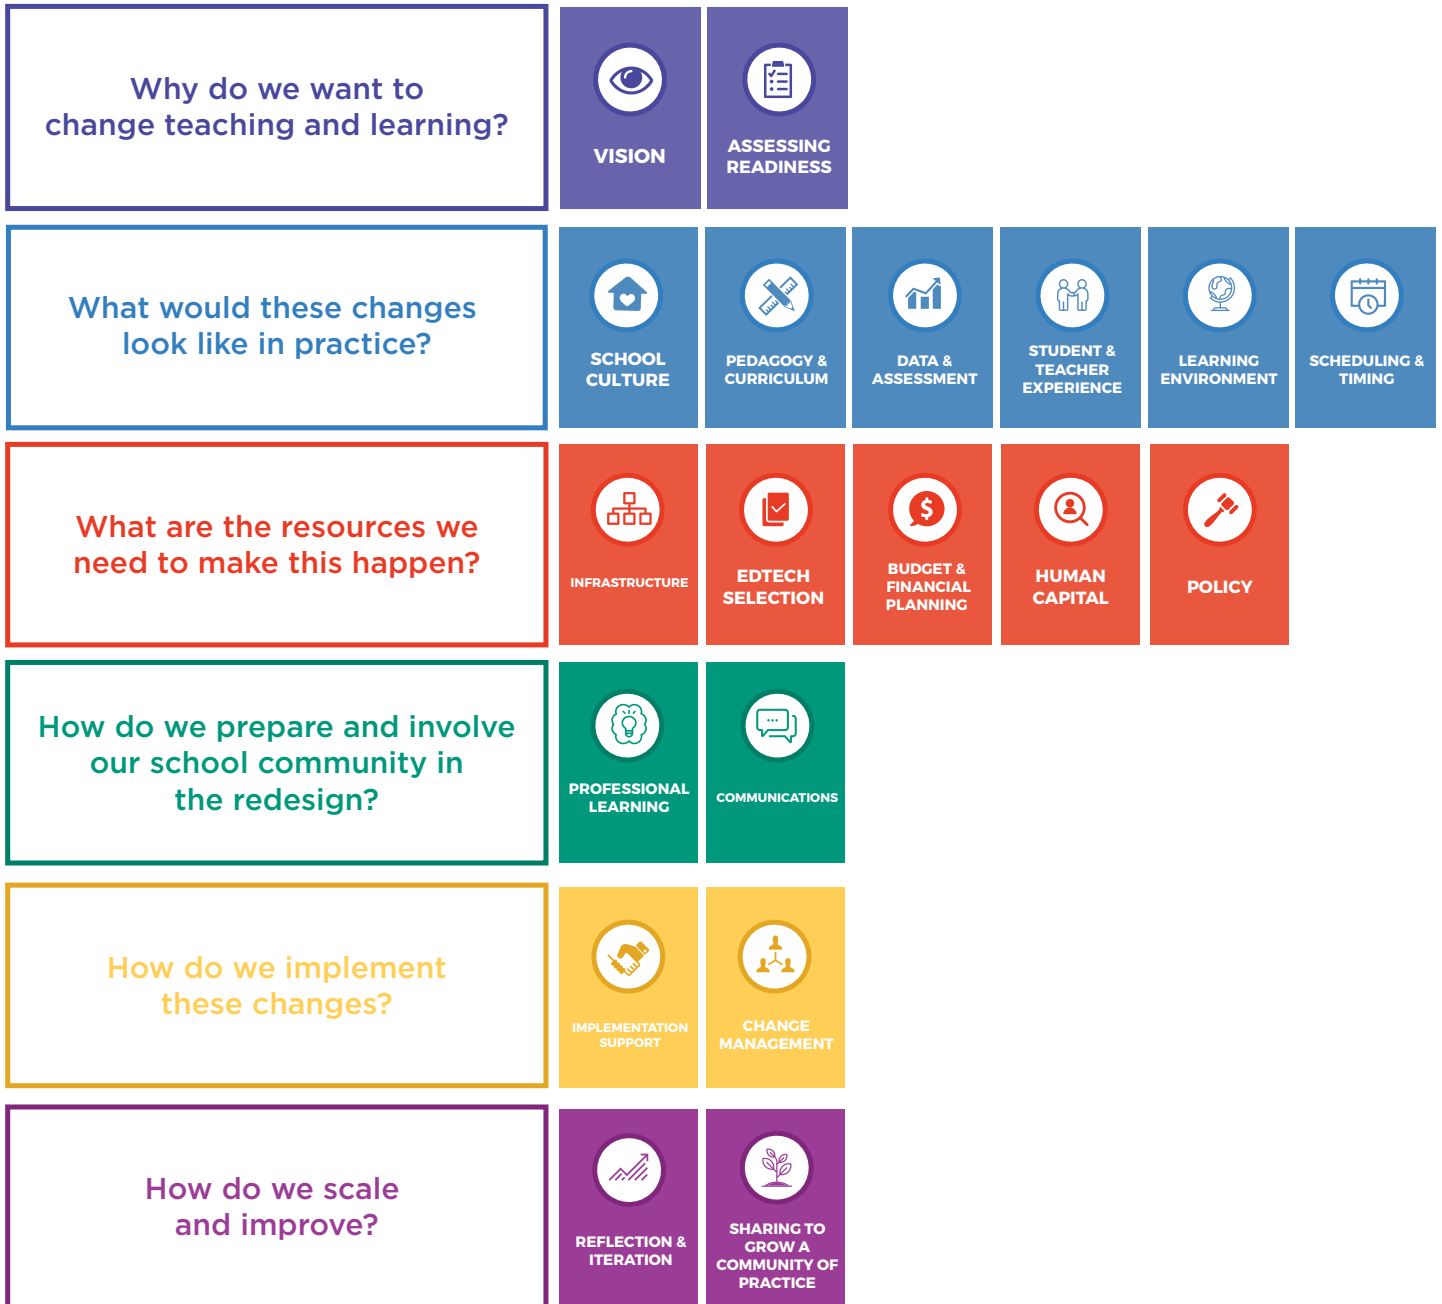 Why do we want to
change teaching and learning?
VISION
ASSESSING
READINESS
What would these changes
look like in practice?
SCHOOL
CULTURE
PEDAGOGY &
CURRICULUM
DATA &
ASSESSMENT
STUDENT &
TEACHER
EXPERIENCE
LEARNING
ENVIRONMENT
SCHEDULING &
TIMING
What are the resources we
need to make this happen?
INFRASTRUCTURE
EDTECH
SELECTION
BUDGET &
FINANCIAL
PLANNING
HUMAN
CAPITAL
POLICY
How do we prepare and involve
our school community in
the redesign?
PROFESSIONAL
LEARNING
COMMUNICATIONS
How do we implement
these changes?
IMPLEMENTATION
SUPPORT
CHANGE
MANAGEMENT
How do we scale
and improve?
REFLECTION &
ITERATION
SHARING TO
GROW A
COMMUNITY OF
PRACTICE